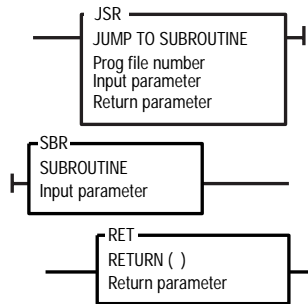 JSR
JUMP TO SUBROUTINE
Prog file number
Input parameter
Return parameter
SBR
SUBROUTINE
Input parameter
RET
RETURN ( )
Return parameter